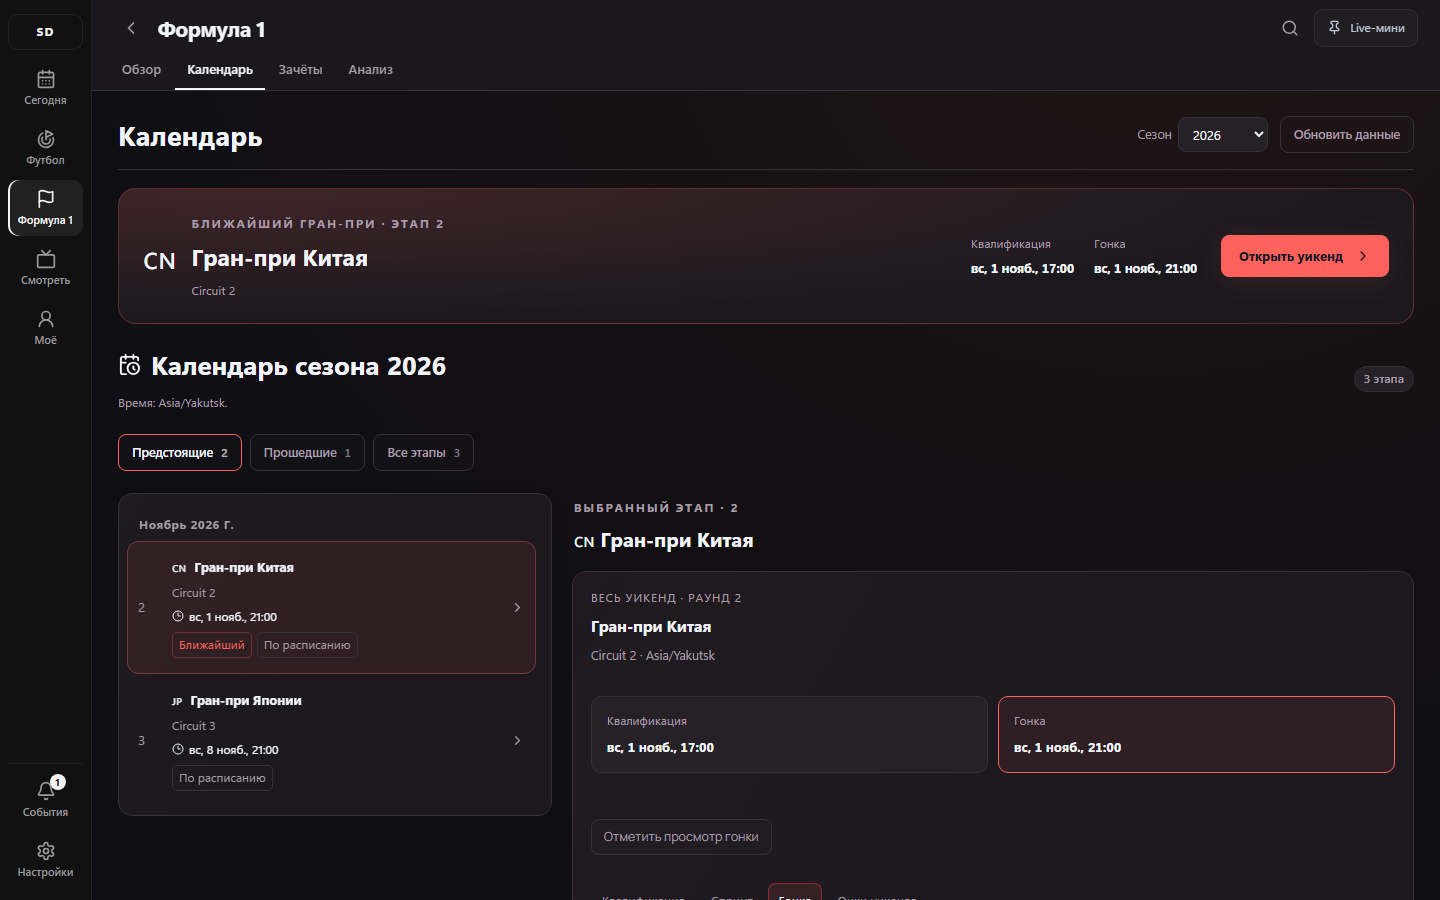 SD
Сегодня
Футбол
Формула 1
Смотреть
Моё
1
События
Настройки
Формула 1
Live-мини
Обзор Календарь Зачёты Анализ
Календарь
Сезон 2026 Обновить данные
БЛИЖАЙШИЙ ГРАН-ПРИ · ЭТАП 2
CN Гран-при Китая
Circuit 2
Квалификация
вс, 1 нояб., 17:00
Гонка
вс, 1 нояб., 21:00
Открыть уикенд
Календарь сезона 2026
Время: Asia/Yakutsk.
3 этапа
Предстоящие 2 Прошедшие 1 Все этапы 3
Ноябрь 2026 Г.
2
CN Гран-при Китая
Circuit 2
вс, 1 нояб., 21:00
Ближайший По расписанию
3
JP Гран-при Японии
Circuit 3
вс, 8 нояб., 21:00
По расписанию
ВЫБРАННЫЙ ЭТАП · 2
CN Гран-при Китая
ВЕСЬ УИКЕНД · РАУНД 2
Гран-при Китая
Circuit 2 · Asia/Yakutsk
Квалификация
вс, 1 нояб., 17:00
Гонка
вс, 1 нояб., 21:00
Отметить просмотр гонки